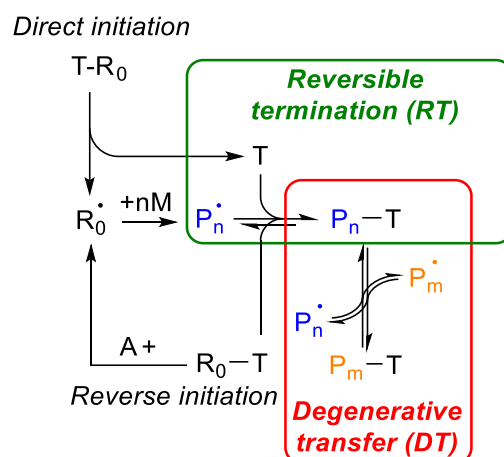 Direct initiation
T-R₀
Reversible
termination (RT)
T
R₀• +nM Pₙ• Pₙ–T
Pₘ•
Pₙ•
A + R₀–T Pₘ–T
Reverse initiation
Degenerative
transfer (DT)